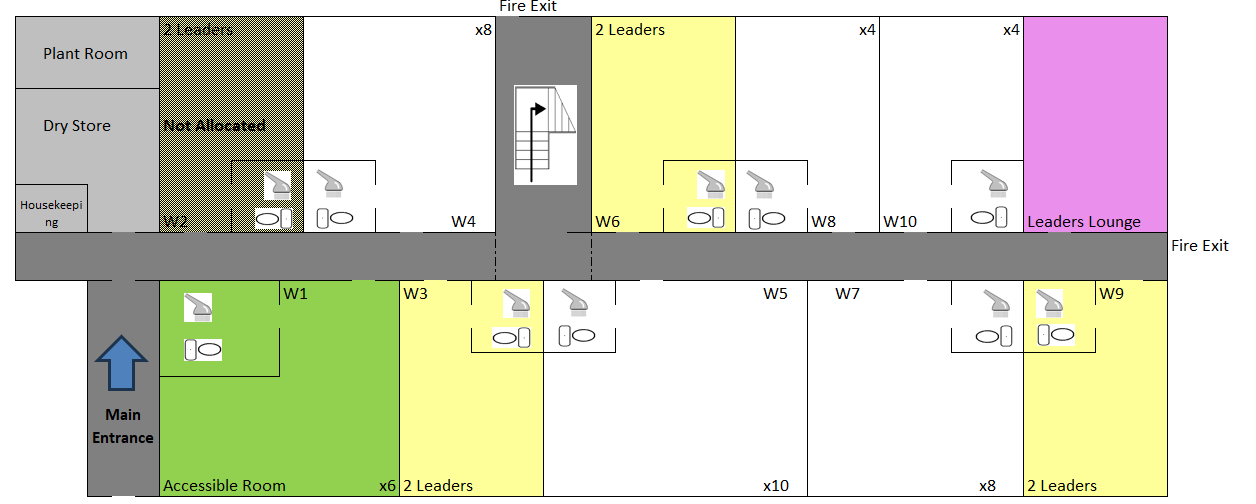 Fire Exit
2 Leaders
x8
2 Leaders
x4
x4
Plant Room
Dry Store
Not Allocated
Housekeepi
ng
W2
W4
W6
W8
W10
Leaders Lounge
Fire Exit
W1
W3
W5
W7
W9
Main
Entrance
Accessible Room
x6
2 Leaders
x10
x8
2 Leaders